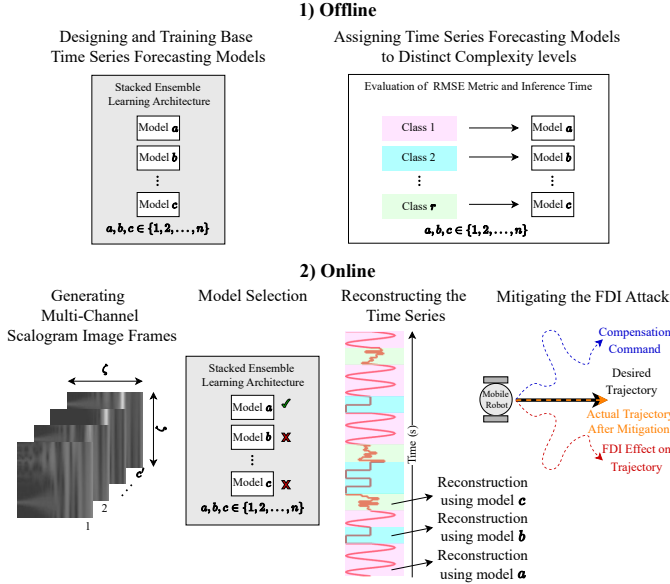 1) Offline
Designing and Training Base
Time Series Forecasting Models
Stacked Ensemble
Learning Architecture
Model a
Model b
⋮
Model c
a, b, c ∈ {1, 2, . . . , n}
Assigning Time Series Forecasting Models
to Distinct Complexity levels
Evaluation of RMSE Metric and Inference Time
Class 1
Model a
Class 2
Model b
⋮
⋮
Class r
Model c
a, b, c ∈ {1, 2, . . . , n}
2) Online
Generating
Multi-Channel
Scalogram Image Frames
ζ
ζ
1
2
. . .
c'
Model Selection
Stacked Ensemble
Learning Architecture
Model a
Model b
⋮
Model c
a, b, c ∈ {1, 2, . . . , n}
Reconstructing the
Time Series
Time (s)
Reconstruction
using model c
Reconstruction
using model b
Reconstruction
using model a
Mitigating the FDI Attack
Compensation
Command
Mobile
Robot
Desired
Trajectory
Actual Trajectory
After Mitigation
FDI Effect on
Trajectory